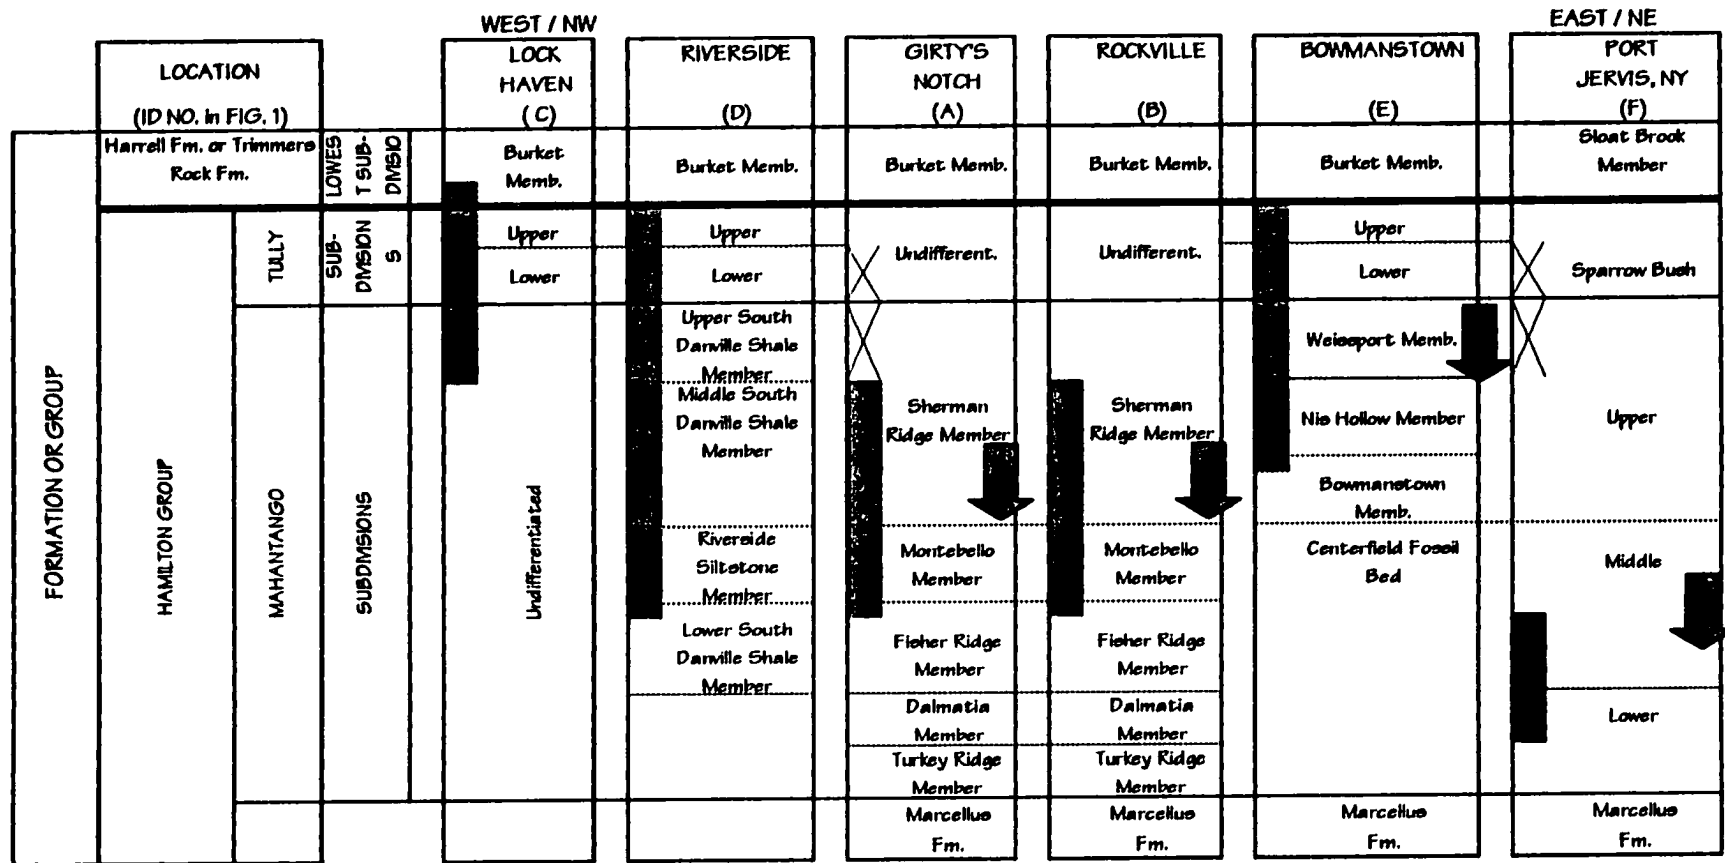 WEST / NW
EAST / NE
LOCATION
(ID NO. in FIG. 1)
LOCK
HAVEN
(C)
RIVERSIDE
(D)
GIRTY'S
NOTCH
(A)
ROCKVILLE
(B)
BOWMANSTOWN
(E)
PORT
JERVIS, NY
(F)
FORMATION OR GROUP
Harrell Fm. or Trimmers
Rock Fm.
LOWES
T SUB-
DIVISIO
Burket
Memb.
Burket Memb.
Burket Memb.
Burket Memb.
Burket Memb.
Sloat Brook
Member
HAMILTON GROUP
TULLY
SUB-
DIVISION
S
Upper
Lower
Upper
Lower
Undifferent.
Undifferent.
Upper
Lower
Sparrow Bush
MAHANTANGO
SUBDIVISIONS
Undifferentiated
Upper South
Danville Shale
Member
Middle South
Danville Shale
Member
Riverside
Siltstone
Member
Lower South
Danville Shale
Member
Sherman
Ridge Member
Montebello
Member
Fisher Ridge
Member
Dalmatia
Member
Turkey Ridge
Member
Marcellus
Fm.
Sherman
Ridge Member
Montebello
Member
Fisher Ridge
Member
Dalmatia
Member
Turkey Ridge
Member
Marcellus
Fm.
Weissport Memb.
Nis Hollow Member
Bowmanstown
Memb.
Centerfield Fossil
Bed
Marcellus
Fm.
Upper
Middle
Lower
Marcellus
Fm.